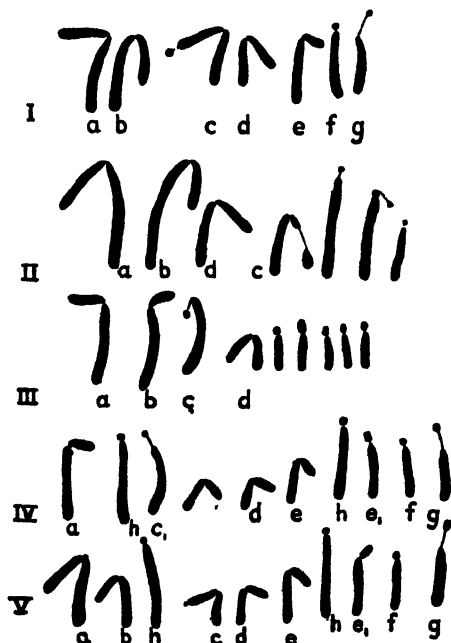 I a b c d e f g
II a b d c
III a b c, d
IV a h c, d e h e, f g
V a b h c d e h e, f g